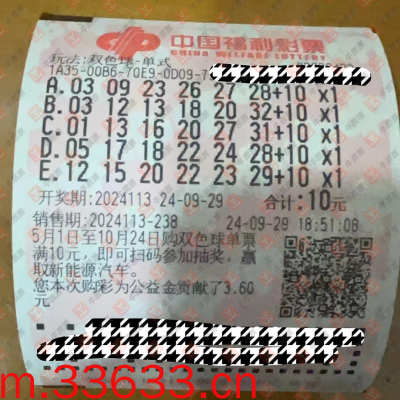 中国福利彩票
CHINA WELFARE LOTTERY
玩法:双色球-单式
1A35-00B6-70E9-0D09-7
A.03 09 23 26 27 28+10 x1
B.03 12 13 18 20 32+10 x1
C.01 13 16 20 27 31+10 x1
D.05 17 18 22 24 28+10 x1
E.12 15 20 22 23 29+10 x1
开奖期:2024113 24-09-29 合计:10元
销售期:2024113-238 24-09-29 18:51:08
5月1日至10月24日购双色球单票
满10元,即可扫码参加抽奖,赢
取新能源汽车。
您本次购彩为公益金贡献了3.60
元
m.33633.cn